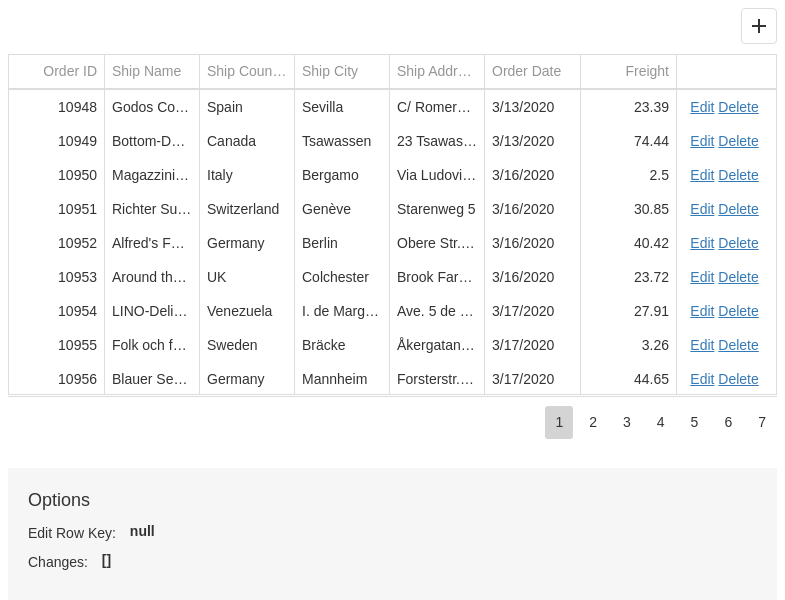 +
Order ID Ship Name Ship Coun… Ship City Ship Addr… Order Date Freight
10948 Godos Co… Spain Sevilla C/ Romer… 3/13/2020 23.39 Edit Delete
10949 Bottom-D… Canada Tsawassen 23 Tsawas… 3/13/2020 74.44 Edit Delete
10950 Magazzini… Italy Bergamo Via Ludovi… 3/16/2020 2.5 Edit Delete
10951 Richter Su… Switzerland Genève Starenweg 5 3/16/2020 30.85 Edit Delete
10952 Alfred's F… Germany Berlin Obere Str.… 3/16/2020 40.42 Edit Delete
10953 Around th… UK Colchester Brook Far… 3/16/2020 23.72 Edit Delete
10954 LINO-Deli… Venezuela I. de Marg… Ave. 5 de … 3/17/2020 27.91 Edit Delete
10955 Folk och f… Sweden Bräcke Åkergatan… 3/17/2020 3.26 Edit Delete
10956 Blauer Se… Germany Mannheim Forsterstr.… 3/17/2020 44.65 Edit Delete
1 2 3 4 5 6 7
Options
Edit Row Key: null
Changes: []